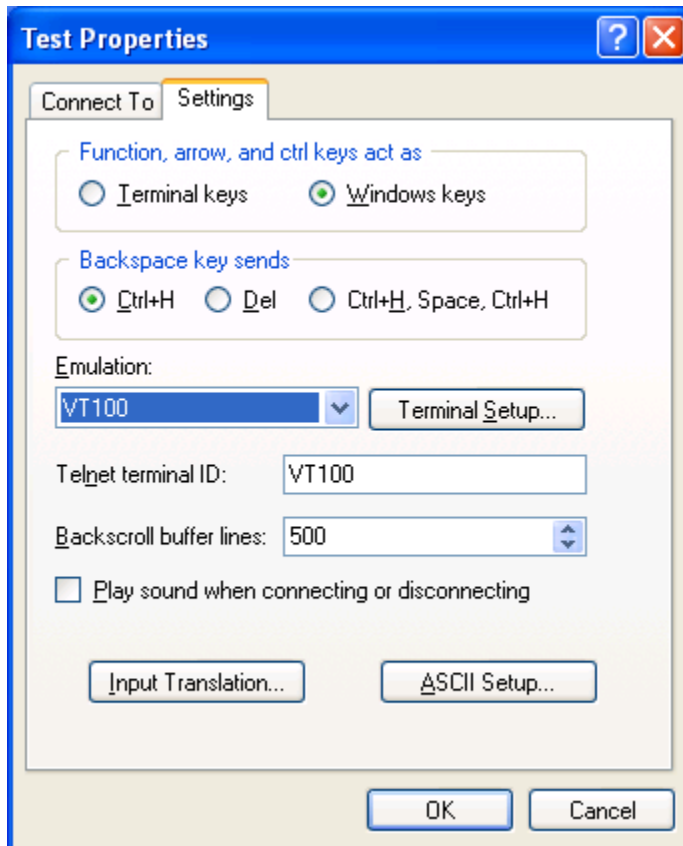 Test Properties
Connect To Settings
Function, arrow, and ctrl keys act as
Terminal keys Windows keys
Backspace key sends
Ctrl+H Del Ctrl+H, Space, Ctrl+H
Emulation:
VT100 Terminal Setup...
Telnet terminal ID: VT100
Backscroll buffer lines: 500
Play sound when connecting or disconnecting
Input Translation... ASCII Setup...
OK Cancel